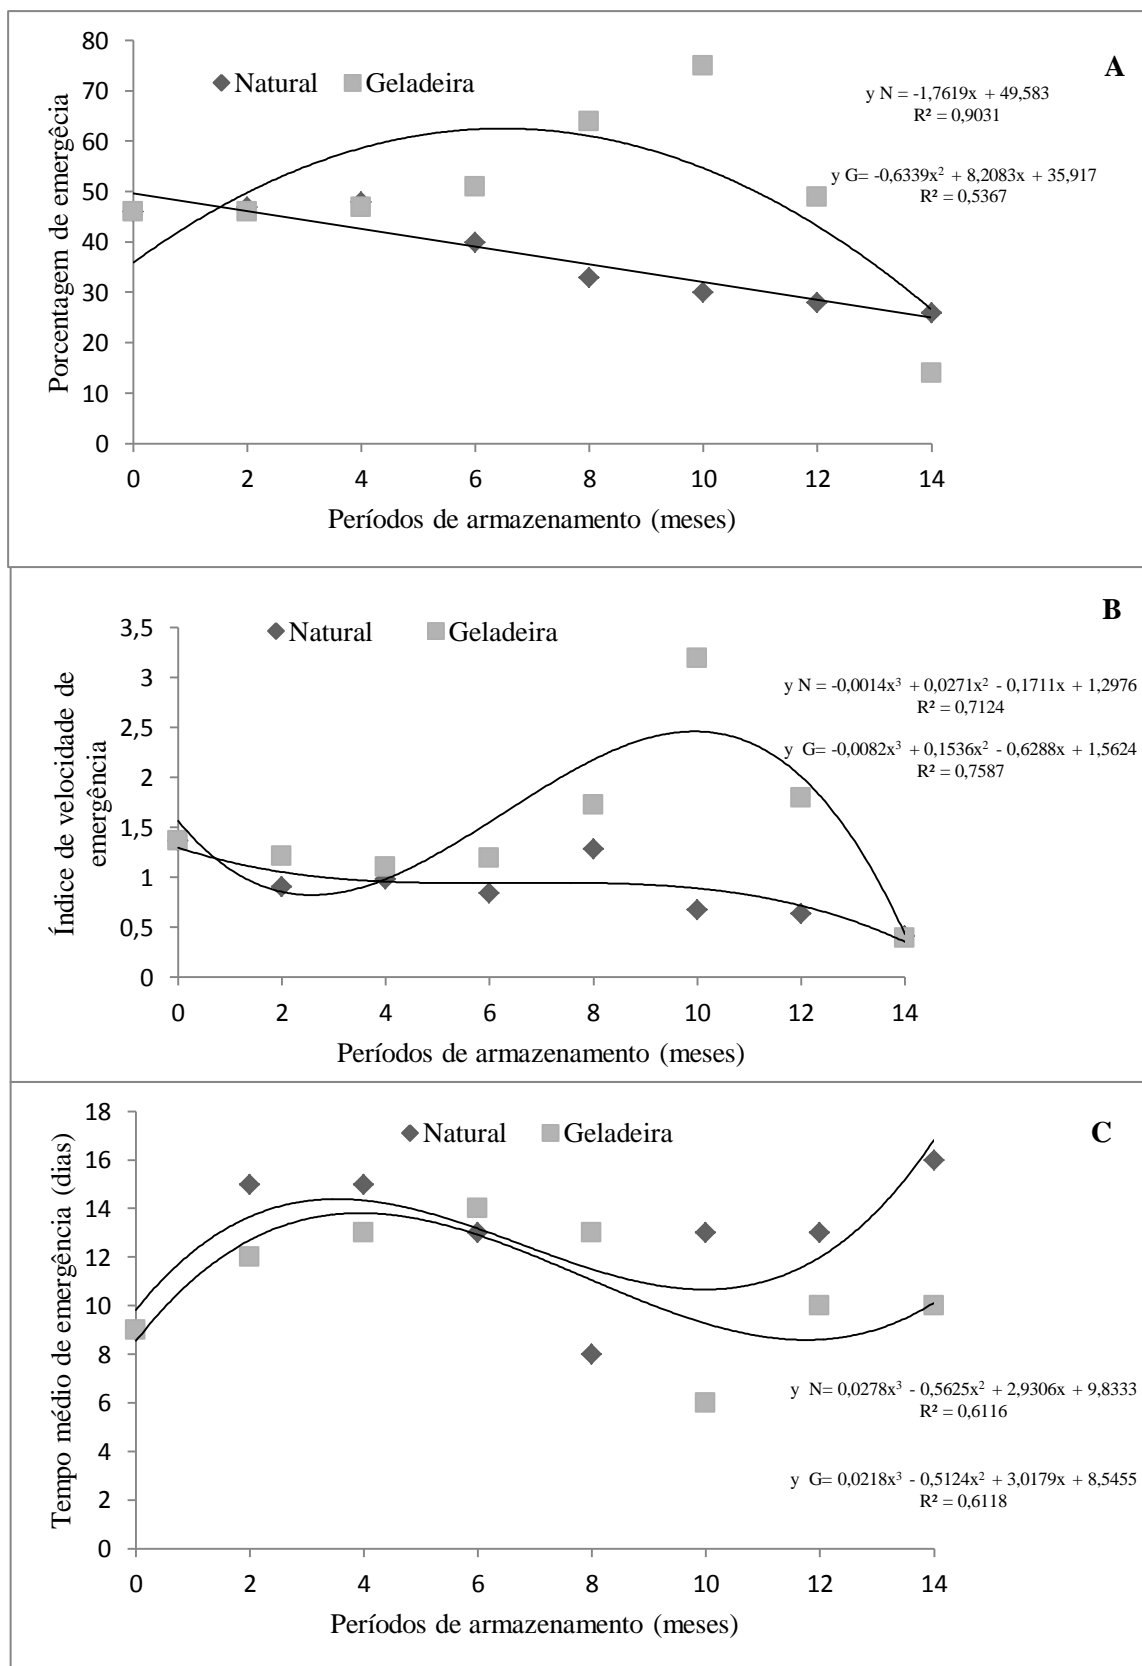 A
Natural Geladeira
y N = -1,7619x + 49,583
R² = 0,9031
y G= -0,6339x² + 8,2083x + 35,917
R² = 0,5367
Porcentagem de emergêcia
80
70
60
50
40
30
20
10
0
0 2 4 6 8 10 12 14
Períodos de armazenamento (meses)
B
Natural Geladeira
y N = -0,0014x³ + 0,0271x² - 0,1711x + 1,2976
R² = 0,7124
y G= -0,0082x³ + 0,1536x² - 0,6288x + 1,5624
R² = 0,7587
Índice de velocidade de
emergência
3,5
3
2,5
2
1,5
1
0,5
0
0 2 4 6 8 10 12 14
Períodos de armazenamento (meses)
C
Natural Geladeira
Tempo médio de emergência (dias)
18
16
14
12
10
8
6
4
2
0
y N= 0,0278x³ - 0,5625x² + 2,9306x + 9,8333
R² = 0,6116
y G= 0,0218x³ - 0,5124x² + 3,0179x + 8,5455
R² = 0,6118
0 2 4 6 8 10 12 14
Períodos de armazenamento (meses)